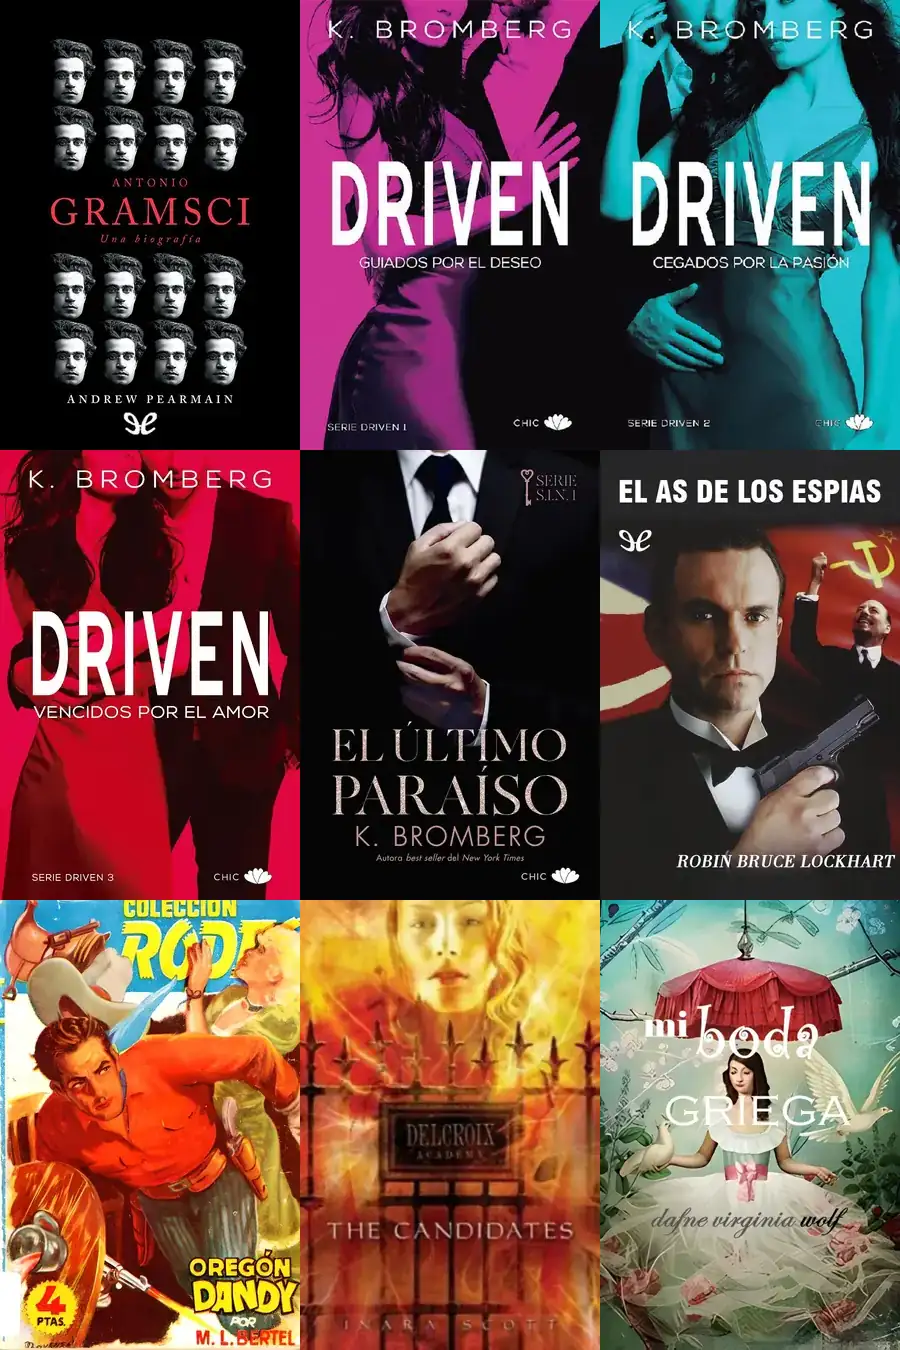 ANTONIO
GRAMSCI
Una biografía
ANDREW PEARMAIN
K. BROMBERG
DRIVEN
GUIADOS POR EL DESEO
SERIE DRIVEN 1
CHIC
K. BROMBERG
DRIVEN
CEGADOS POR LA PASIÓN
SERIE DRIVEN 2
CHIC
K. BROMBERG
DRIVEN
VENCIDOS POR EL AMOR
SERIE DRIVEN 3
CHIC
SERIE
S.I.N. 1
EL ÚLTIMO
PARAÍSO
K. BROMBERG
Autora best seller del New York Times
CHIC
EL AS DE LOS ESPIAS
ROBIN BRUCE LOCKHART
COLECCION
RODE
OREGÓN
DANDY
POR
M. L. BERTEL
4
PTAS.
DELCROIX
ACADEMY
THE CANDIDATES
INARA SCOTT
mi boda
GRIEGA
dafne virginia wolf